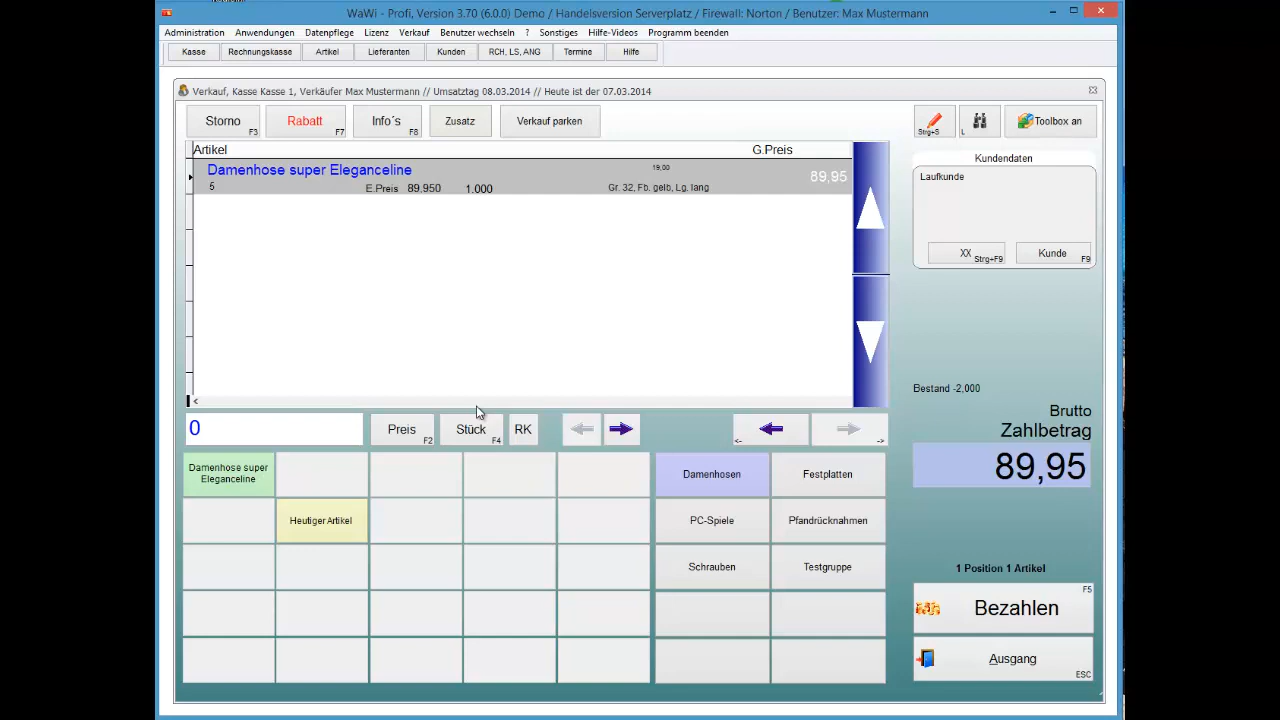 WaWi - Profi, Version 3.70 (6.0.0) Demo / Handelsversion Serverplatz / Firewall: Norton / Benutzer: Max Mustermann
Administration Anwendungen Datenpflege Lizenz Verkauf Benutzer wechseln ? Sonstiges Hilfe-Videos Programm beenden
Kasse Rechnungskasse Artikel Lieferanten Kunden RCH, LS, ANG Termine Hilfe
Verkauf, Kasse Kasse 1, Verkäufer Max Mustermann // Umsatztag 08.03.2014 // Heute ist der 07.03.2014
Storno F3 Rabatt F7 Info´s F8 Zusatz Verkauf parken Strg+S L Toolbox an
Artikel G.Preis
Damenhose super Eleganceline 19,00 89,95
5 E.Preis 89,950 1,000 Gr. 32, Fb. gelb, Lg. lang
Kundendaten
Laufkunde
XX Strg+F9 Kunde F9
Bestand -2,000
Brutto
Zahlbetrag
89,95
0 Preis F2 Stück F4 RK <- ->
Damenhose super
Eleganceline
Damenhosen Festplatten
Heutiger Artikel PC-Spiele Pfandrücknahmen
Schrauben Testgruppe
1 Position 1 Artikel
Bezahlen F5
Ausgang ESC